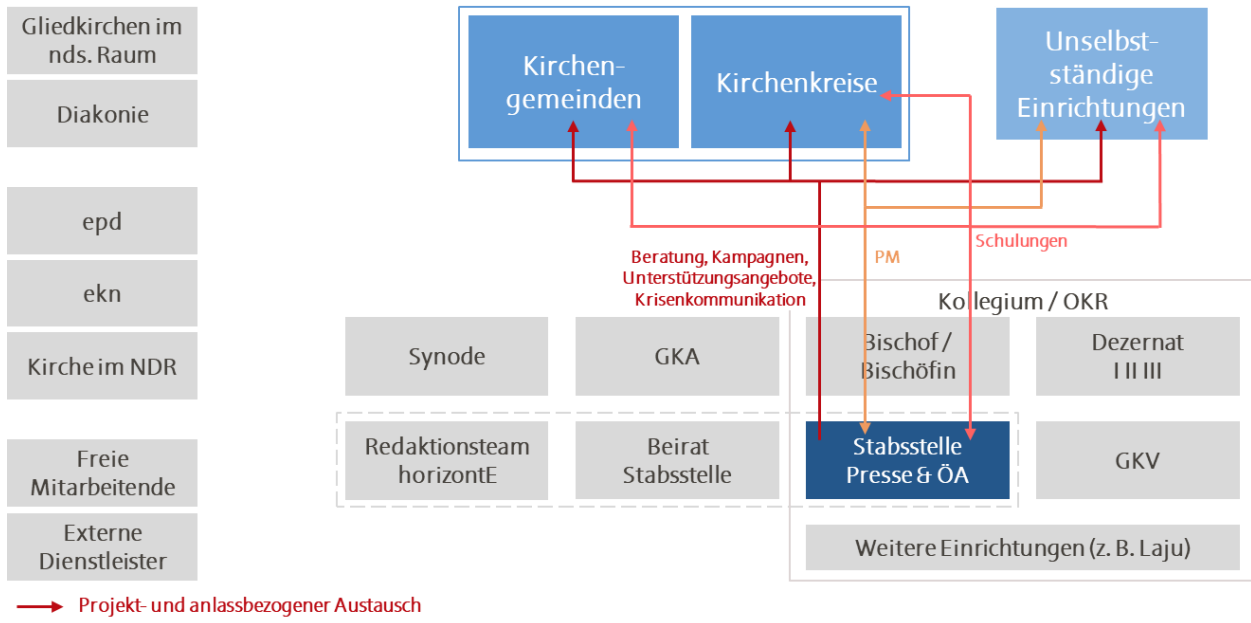 Gliedkirchen im
nds. Raum
Diakonie
epd
ekn
Kirche im NDR
Freie
Mitarbeitende
Externe
Dienstleister
Kirchen-
gemeinden
Kirchenkreise
Unselbst-
ständige
Einrichtungen
Beratung, Kampagnen,
Unterstützungsangebote,
Krisenkommunikation
PM
Schulungen
Kollegium / OKR
Synode
GKA
Bischof /
Bischöfin
Dezernat
I II III
Redaktionsteam
horizontE
Beirat
Stabsstelle
Stabsstelle
Presse & ÖA
GKV
Weitere Einrichtungen (z. B. Laju)
Projekt- und anlassbezogener Austausch